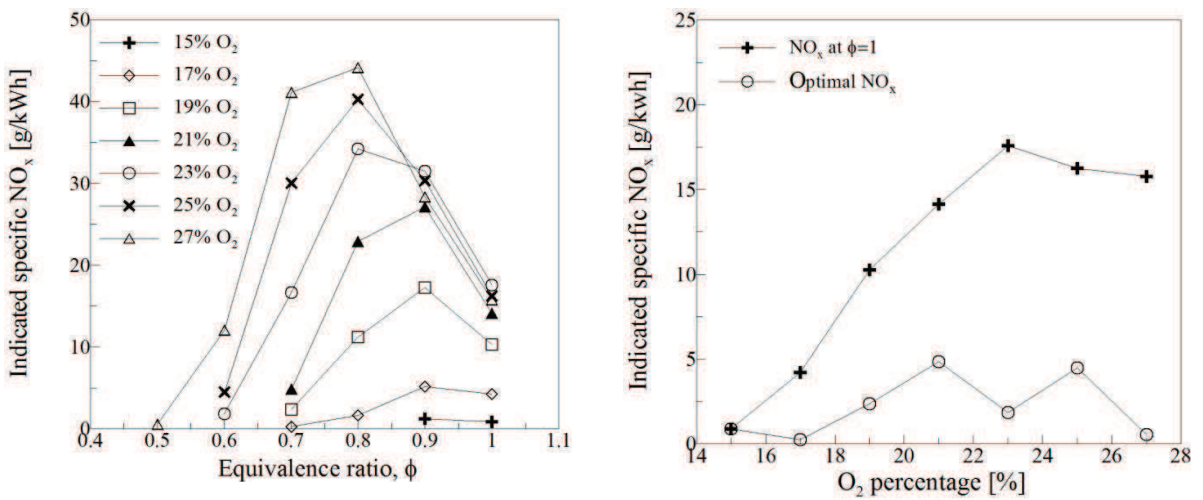 50
40
30
20
10
0
Indicated specific NOx [g/kWh]
15% O2
17% O2
19% O2
21% O2
23% O2
25% O2
27% O2
0.4 0.5 0.6 0.7 0.8 0.9 1 1.1
Equivalence ratio, ϕ
25
20
15
10
5
0
Indicated specific NOx [g/kwh]
NOx at ϕ=1
Optimal NOx
14 16 18 20 22 24 26 28
O2 percentage [%]